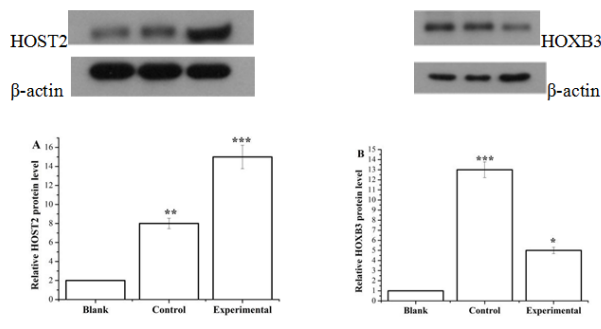 HOST2
β-actin
HOXB3
β-actin
A
Relative HOST2 protein level
16
14
12
10
8
6
4
2
0
**
***
Blank
Control
Experimental
B
Relative HOXB3 protein level
15
14
13
12
11
10
9
8
7
6
5
4
3
2
1
0
***
*
Blank
Control
Experimental